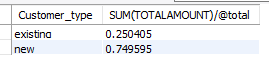 Customer_type SUM(TOTALAMOUNT)/@total
existing 0.250405
new 0.749595